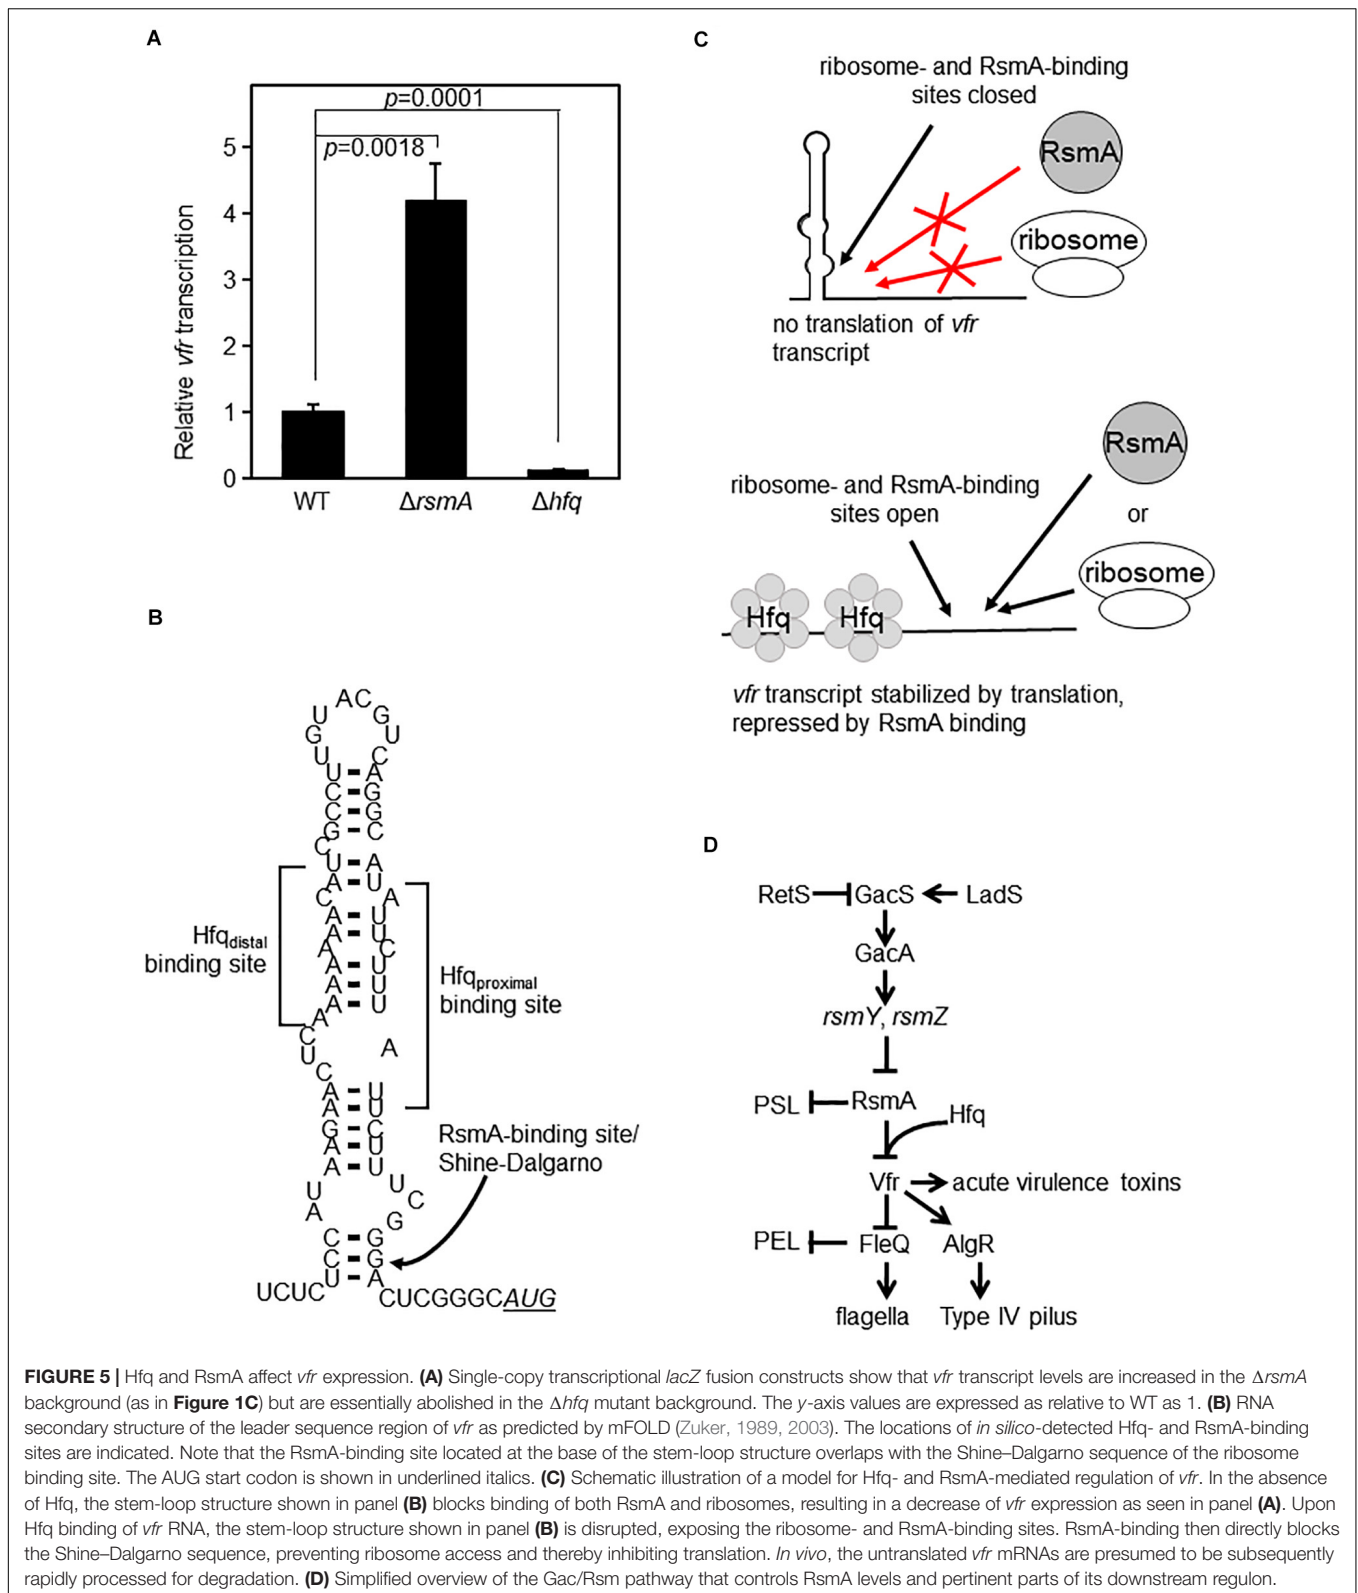 A
p=0.0001
p=0.0018
5
4
3
2
1
0
Relative vfr transcription
WT
ΔrsmA
Δhfq
B
U
A
C
G
U
G
U
U
C
U
A
C
G
C
G
G
C
C
U
A
A
U
C
A
A
U
A
U
A
C
A
U
A
U
A
U
A
C
U
A
C
A
U
A
U
G
C
A
U
A
U
U
U
C
A
G
C
G
C
G
U
A
Hfqdistal
binding site
Hfqproximal
binding site
RsmA-binding site/
Shine-Dalgarno
UCUC
CUCGGGCAUG
C
ribosome- and RsmA-binding
sites closed
RsmA
ribosome
no translation of vfr
transcript
RsmA
ribosome- and RsmA-binding
sites open
or
ribosome
Hfq
Hfq
vfr transcript stabilized by translation,
repressed by RsmA binding
D
RetS
GacS
LadS
GacA
rsmY, rsmZ
PSL
RsmA
Hfq
Vfr
acute virulence toxins
PEL
FleQ
AlgR
flagella
Type IV pilus
FIGURE 5 | Hfq and RsmA affect vfr expression. (A) Single-copy transcriptional lacZ fusion constructs show that vfr transcript levels are increased in the ΔrsmA
background (as in Figure 1C) but are essentially abolished in the Δhfq mutant background. The y-axis values are expressed as relative to WT as 1. (B) RNA
secondary structure of the leader sequence region of vfr as predicted by mFOLD (Zuker, 1989, 2003). The locations of in silico-detected Hfq- and RsmA-binding
sites are indicated. Note that the RsmA-binding site located at the base of the stem-loop structure overlaps with the Shine–Dalgarno sequence of the ribosome
binding site. The AUG start codon is shown in underlined italics. (C) Schematic illustration of a model for Hfq- and RsmA-mediated regulation of vfr. In the absence
of Hfq, the stem-loop structure shown in panel (B) blocks binding of both RsmA and ribosomes, resulting in a decrease of vfr expression as seen in panel (A). Upon
Hfq binding of vfr RNA, the stem-loop structure shown in panel (B) is disrupted, exposing the ribosome- and RsmA-binding sites. RsmA-binding then directly blocks
the Shine–Dalgarno sequence, preventing ribosome access and thereby inhibiting translation. In vivo, the untranslated vfr mRNAs are presumed to be subsequently
rapidly processed for degradation. (D) Simplified overview of the Gac/Rsm pathway that controls RsmA levels and pertinent parts of its downstream regulon.